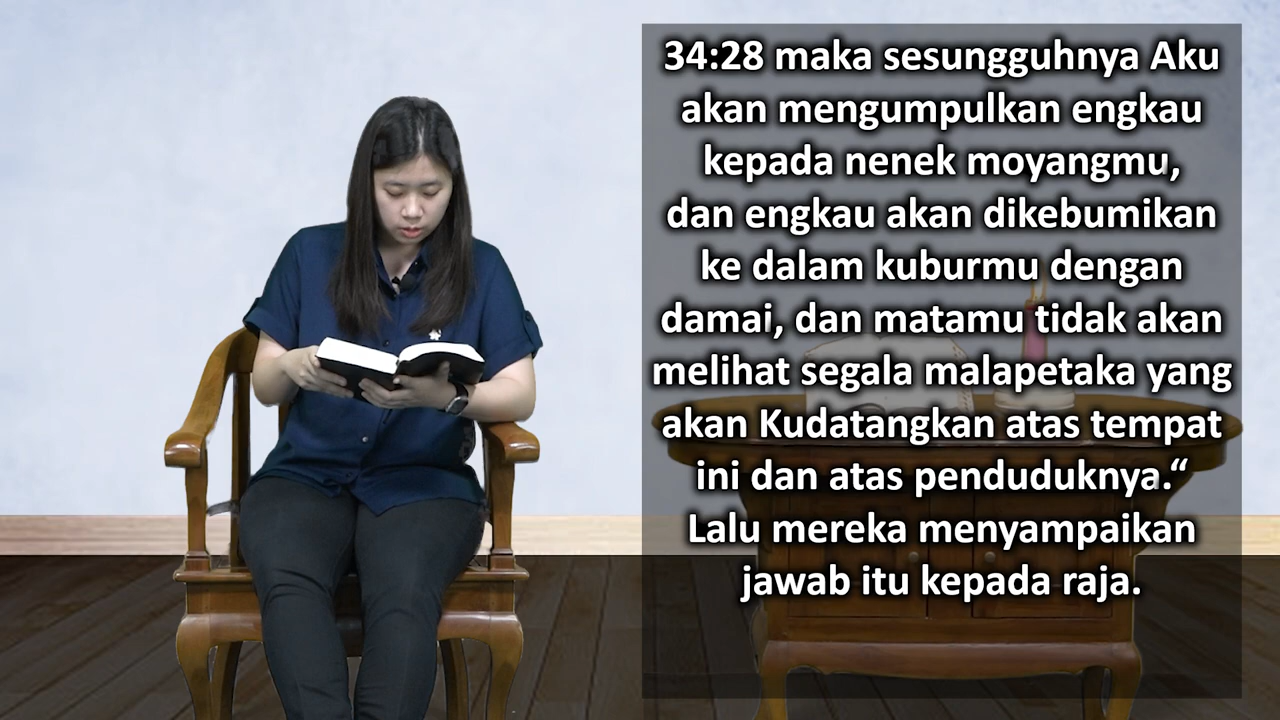 34:28 maka sesungguhnya Aku
akan mengumpulkan engkau
kepada nenek moyangmu,
dan engkau akan dikebumikan
ke dalam kuburmu dengan
damai, dan matamu tidak akan
melihat segala malapetaka yang
akan Kudatangkan atas tempat
ini dan atas penduduknya.“
Lalu mereka menyampaikan
jawab itu kepada raja.